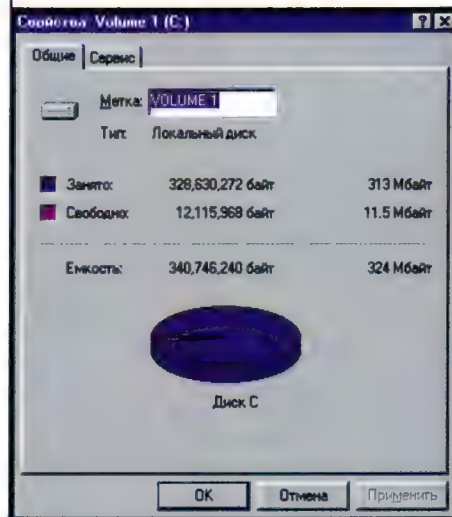 Свойства: Volume 1 (C:)
Общие Сервис
Метка: VOLUME 1
Тип: Локальный диск
Занято: 328,630,272 байт 313 Мбайт
Свободно: 12,115,968 байт 11.5 Мбайт
Емкость: 340,746,240 байт 324 Мбайт
Диск C
OK Отмена Применить